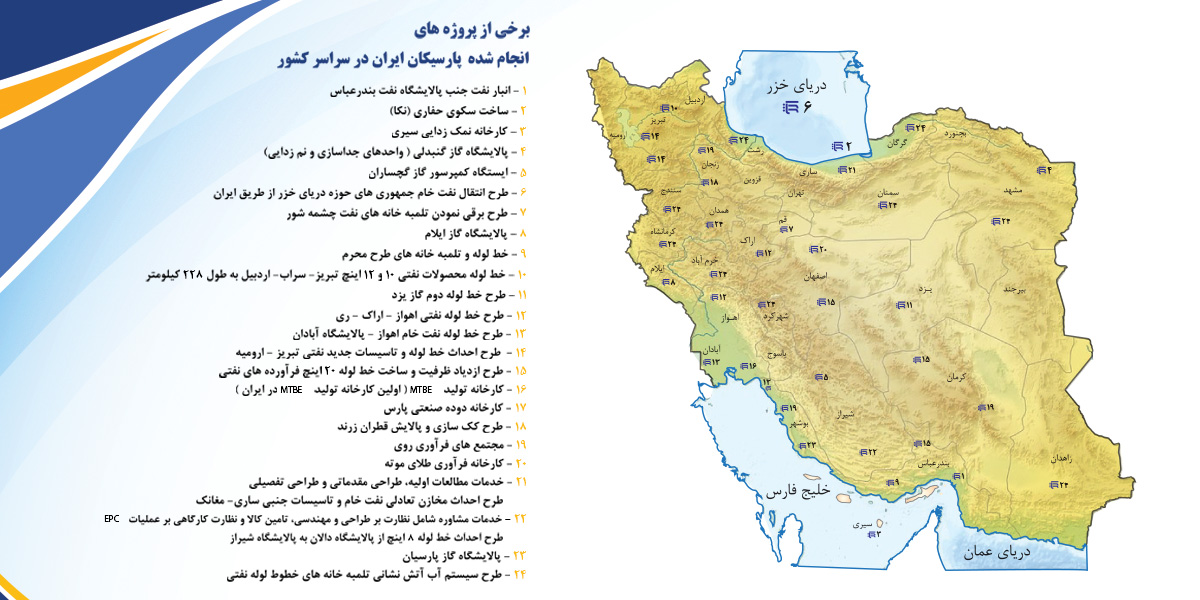 برخی از پروژه های
انجام شده پارسیکان ایران در سراسر کشور
۱ - انبار نفت جنب پالایشگاه نفت بندرعباس
۲ - ساخت سکوی حفاری (نکا)
۳ - کارخانه نمک زدایی سیری
۴ - پالایشگاه گاز گنبدلی ( واحدهای جداسازی و نم زدایی)
۵ - ایستگاه کمپرسور گاز گچساران
۶ - طرح انتقال نفت خام جمهوری های حوزه دریای خزر از طریق ایران
۷ - طرح برقی نمودن تلمبه خانه های نفت چشمه شور
۸ - پالایشگاه گاز ایلام
۹ - خط لوله و تلمبه خانه های طرح محرم
۱۰ - خط لوله محصولات نفتی ۱۰ و ۱۲ اینچ تبریز- سراب- اردبیل به طول ۲۲۸ کیلومتر
۱۱ - طرح خط لوله دوم گاز یزد
۱۲ - طرح خط لوله نفتی اهواز - اراک - ری
۱۳ - طرح خط لوله نفت خام اهواز - پالایشگاه آبادان
۱۴ - طرح احداث خط لوله و تاسیسات جدید نفتی تبریز - ارومیه
۱۵ - طرح ازدیاد ظرفیت و ساخت خط لوله ۲۰ اینچ فرآورده های نفتی
۱۶ - کارخانه تولید MTBE ( اولین کارخانه تولید MTBE در ایران )
۱۷ - کارخانه دوده صنعتی پارس
۱۸ - طرح کک سازی و پالایش قطران زرند
۱۹ - مجتمع های فرآوری روی
۲۰ - کارخانه فرآوری طلای موته
۲۱ - خدمات مطالعات اولیه، طراحی مقدماتی و طراحی تفصیلی
طرح احداث مخازن تعادلی نفت خام و تاسیسات جنبی ساری- مغانک
۲۲ - خدمات مشاوره شامل نظارت بر طراحی و مهندسی، تامین کالا و نظارت کارگاهی بر عملیات EPC
طرح احداث خط لوله ۸ اینچ از پالایشگاه دالان به پالایشگاه شیراز
۲۳ - پالایشگاه گاز پارسیان
۲۴ - طرح سیستم آب آتش نشانی تلمبه خانه های خطوط لوله نفتی
دریای خزر
۶
۲
اردبیل
۱۰
تبریز
ارومیه
۱۴
۱۴
۱۹
زنجان
۱۸
۲۴
رشت
قزوین
ساری
۲۱
گرگان
۲۴
بجنورد
۴
مشهد
۲۴
سمنان
۲۴
تهران
سنندج
۲۴
همدان
۲۴
قم
۷
کرمانشاه
۲۴
اراک
۱۲
۲۰
ایلام
۸
خرم آباد
۲۴
۱۲
اصفهان
۱۵
یزد
۱۱
بیرجند
۲۴
شهرکرد
اهواز
آبادان
۱۳
یاسوج
۱۶
۱۳
۵
۱۵
کرمان
۱۹
۱۹
بوشهر
شیراز
۲۳
۲۲
۱۵
بندرعباس
۹
۱
زاهدان
۲۴
خلیج فارس
سیری
۳
دریای عمان